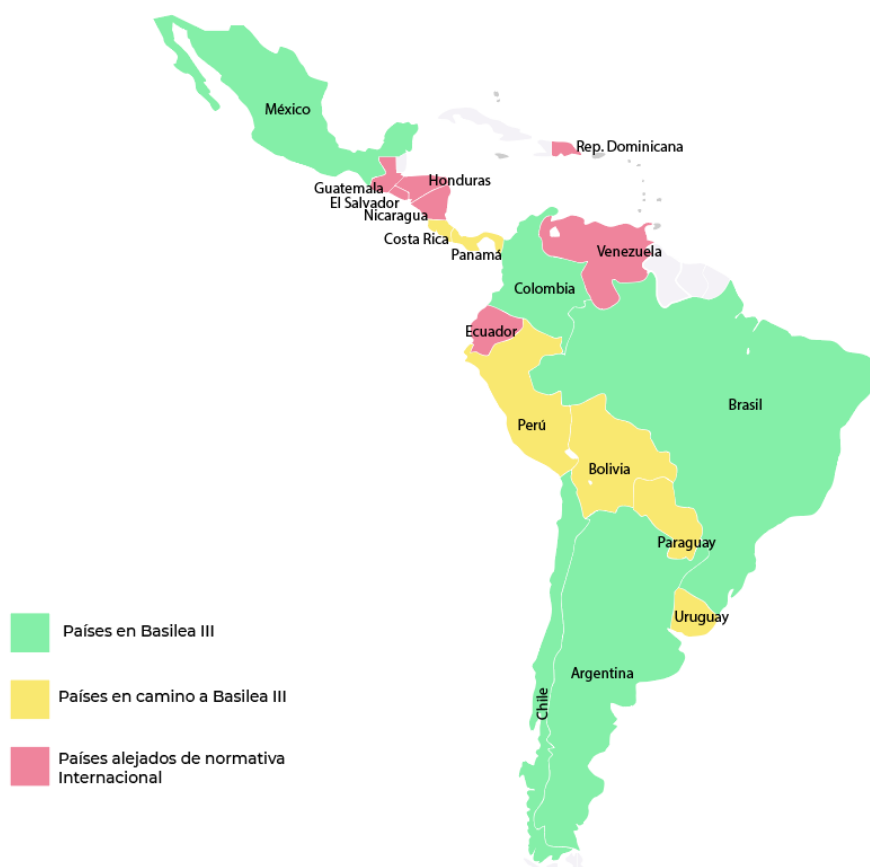 México
Rep. Dominicana
Guatemala
Honduras
El Salvador
Nicaragua
Costa Rica
Panamá
Venezuela
Colombia
Ecuador
Brasil
Perú
Bolivia
Paraguay
Uruguay
Argentina
Chile
Países en Basilea III
Países en camino a Basilea III
Países alejados de normativa
Internacional